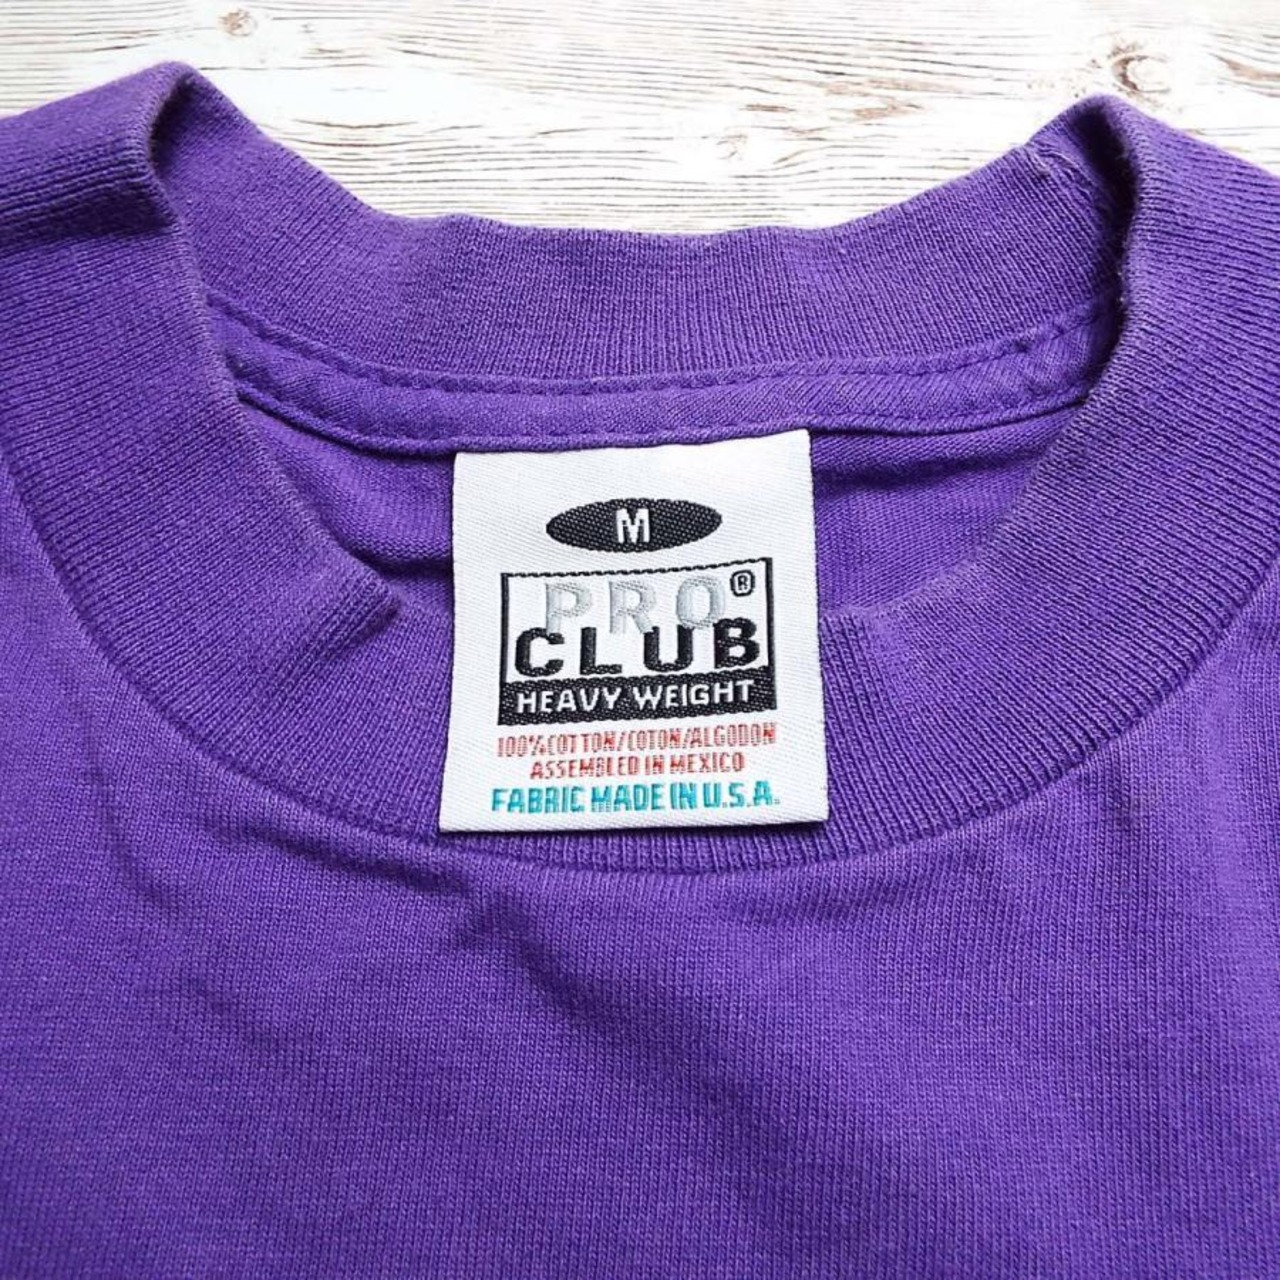 M
PRO®
CLUB
HEAVY WEIGHT
100%COTTON/COTON/ALGODON
ASSEMBLED IN MEXICO
FABRIC MADE IN U.S.A.